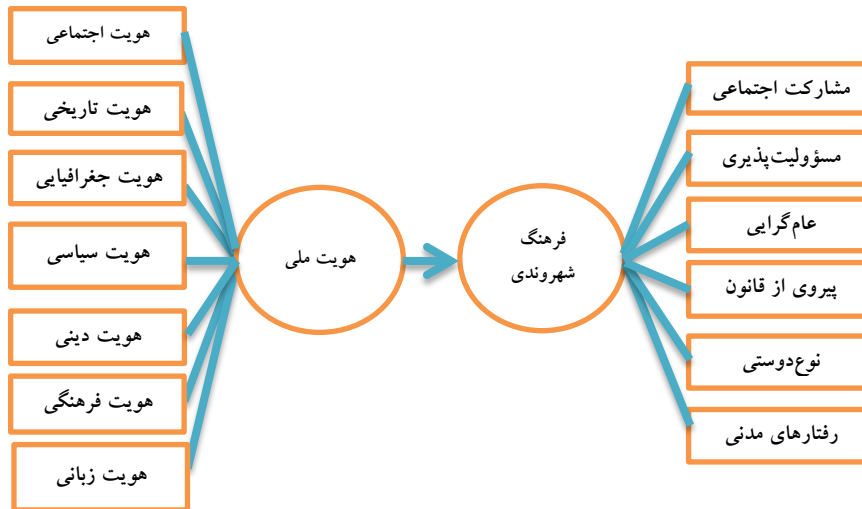 هویت اجتماعی
هویت تاریخی
هویت جغرافیایی
هویت سیاسی
هویت دینی
هویت فرهنگی
هویت زبانی
هویت ملی
فرهنگ
شهروندی
مشارکت اجتماعی
مسؤولیت‌پذیری
عام‌گرایی
پیروی از قانون
نوع‌دوستی
رفتارهای مدنی